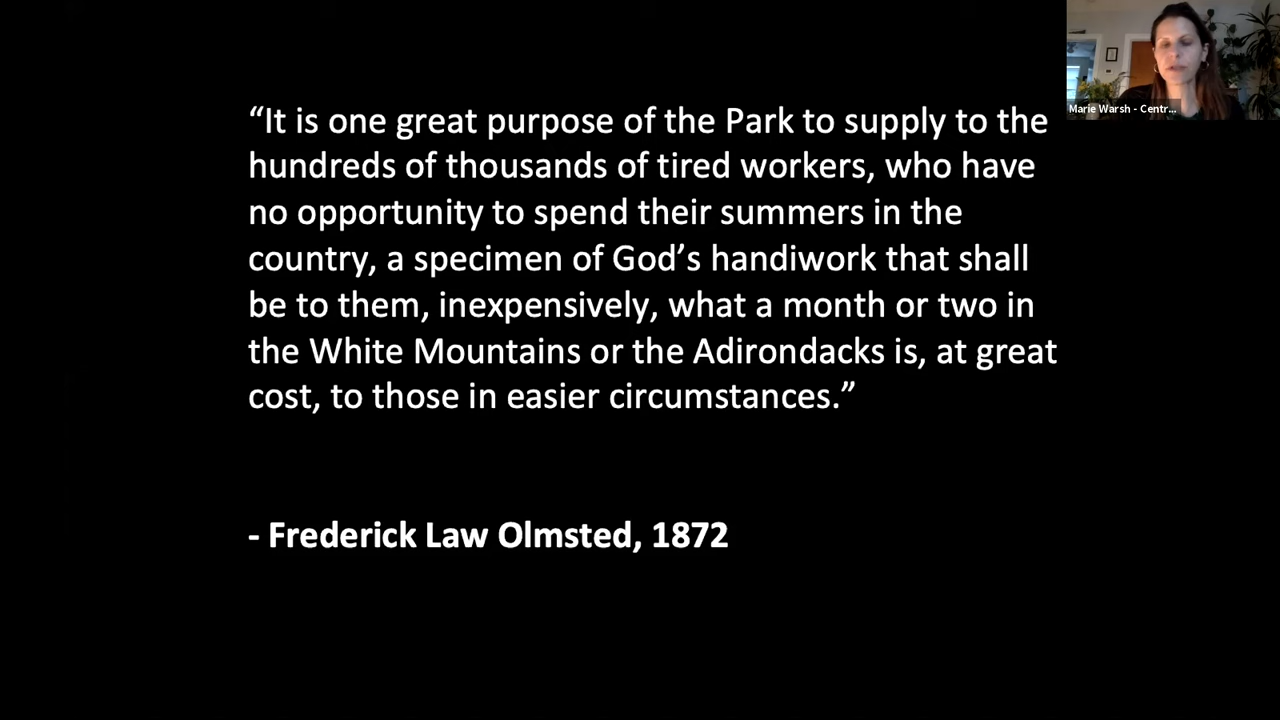 “It is one great purpose of the Park to supply to the
hundreds of thousands of tired workers, who have
no opportunity to spend their summers in the
country, a specimen of God’s handiwork that shall
be to them, inexpensively, what a month or two in
the White Mountains or the Adirondacks is, at great
cost, to those in easier circumstances.”
- Frederick Law Olmsted, 1872
Marie Warsh - Centr...